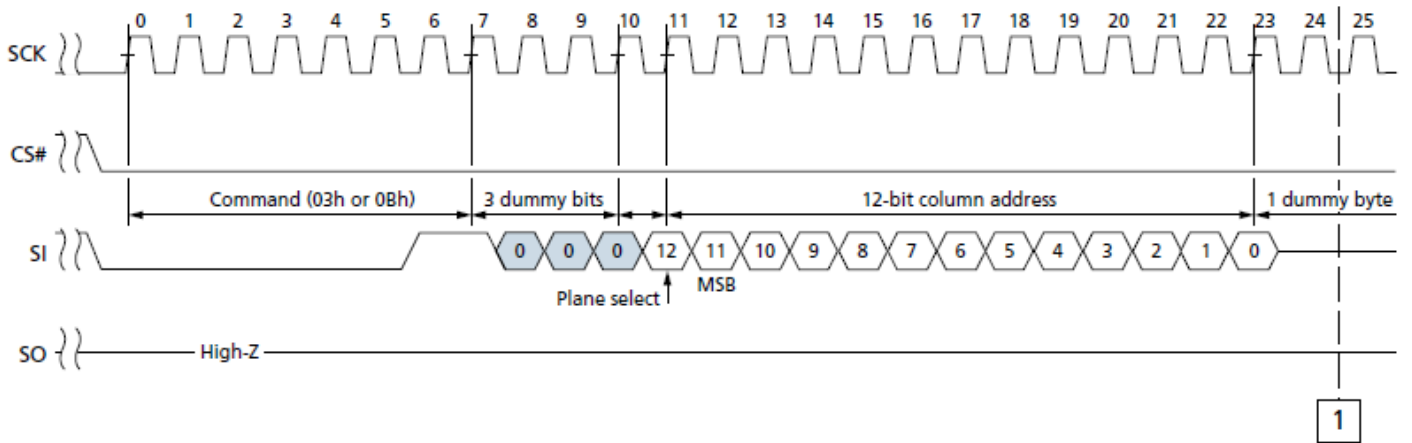 0 1 2 3 4 5 6 7 8 9 10 11 12 13 14 15 16 17 18 19 20 21 22 23 24 25
SCK
CS#
Command (03h or 0Bh) 3 dummy bits 12-bit column address 1 dummy byte
SI 0 0 0 12 11 10 9 8 7 6 5 4 3 2 1 0
Plane select MSB
SO High-Z
1